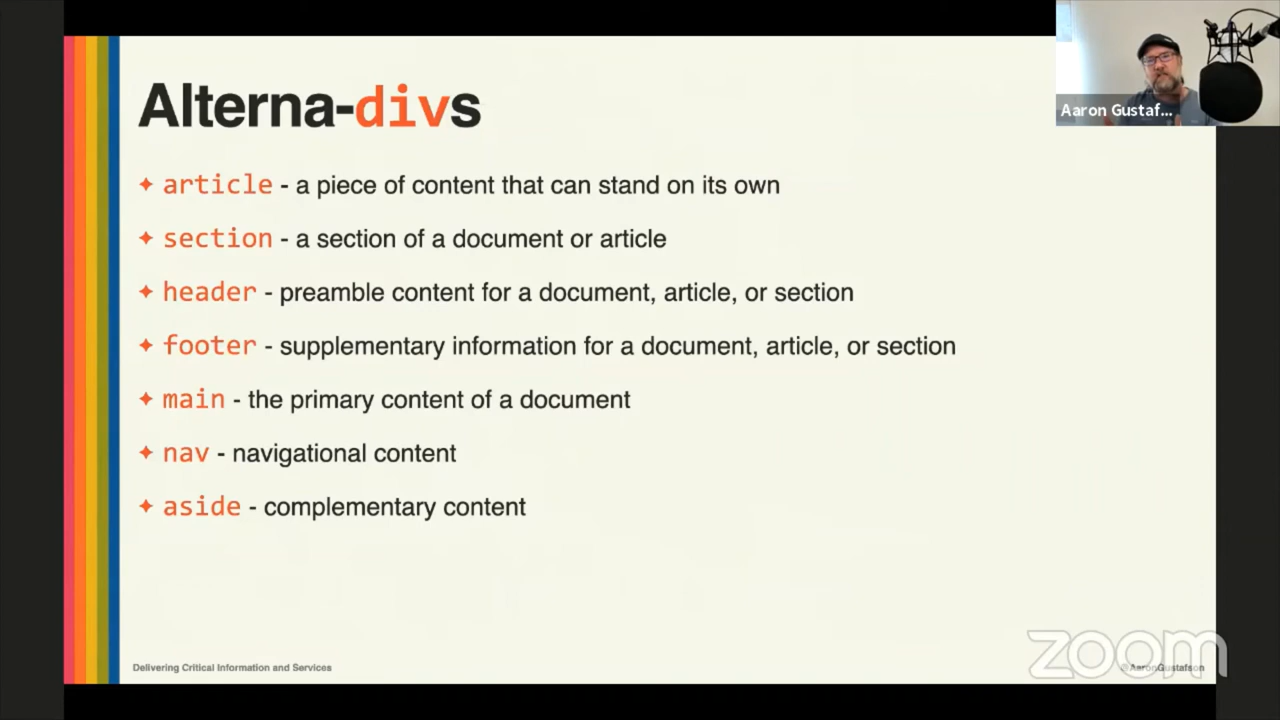 Alterna-divs
Aaron Gustaf...
✦ article - a piece of content that can stand on its own
✦ section - a section of a document or article
✦ header - preamble content for a document, article, or section
✦ footer - supplementary information for a document, article, or section
✦ main - the primary content of a document
✦ nav - navigational content
✦ aside - complementary content
Delivering Critical Information and Services
@AaronGustafson
zoom